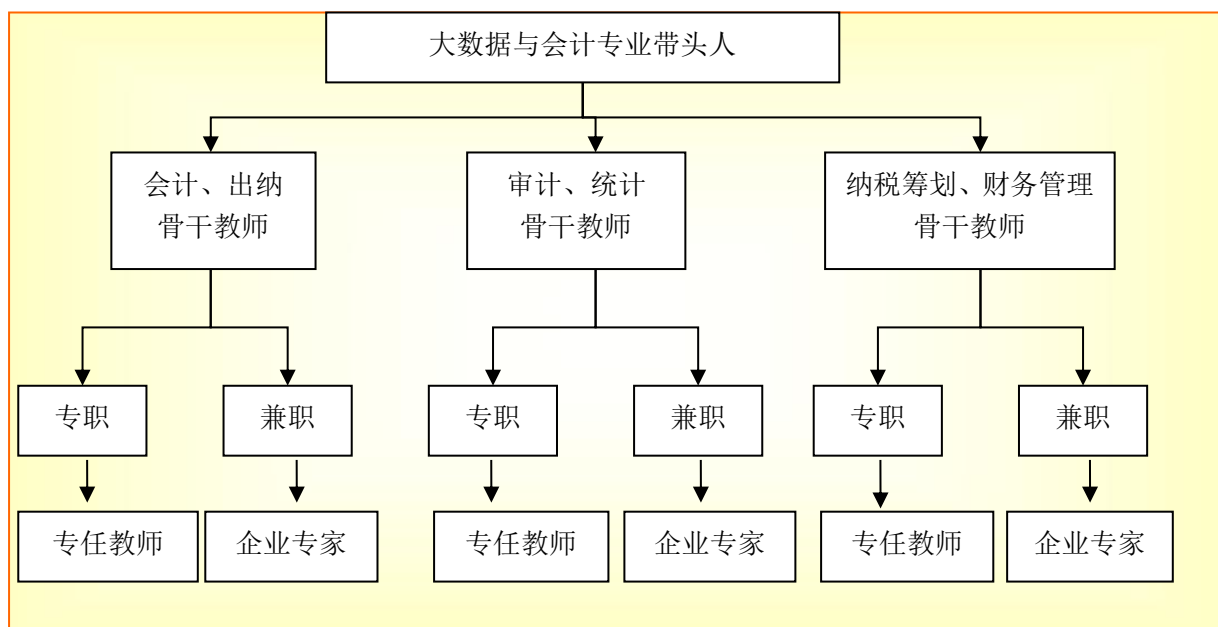 大数据与会计专业带头人
会计、出纳
骨干教师
审计、统计
骨干教师
纳税筹划、财务管理
骨干教师
专职
兼职
专职
兼职
专职
兼职
专任教师
企业专家
专任教师
企业专家
专任教师
企业专家